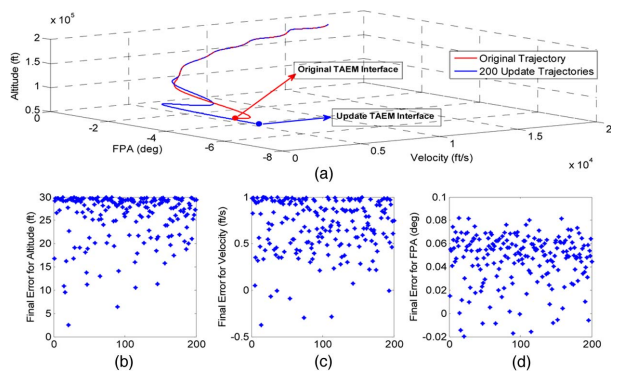 x 10^5
2
1.5
1
0.5
Altitude (ft)
0
-2
-4
-6
-8
FPA (deg)
0
0.5
1
1.5
2
x 10^4
Velocity (ft/s)
Original TAEM Interface
Update TAEM Interface
Original Trajectory
200 Update Trajectories
(a)
Final Error for Altitude (ft)
30
25
20
15
10
5
0
0
100
200
(b)
Final Error for Velocity (ft/s)
1
0.5
0
-0.5
0
100
200
(c)
Final Error for FPA (deg)
0.1
0.08
0.06
0.04
0.02
0
-0.02
0
100
200
(d)